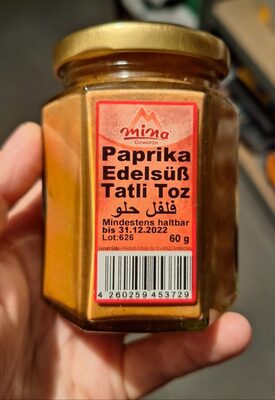 mina
Gewürze
Paprika
Edelsüß
Tatli Toz
فلفل حلو
Mindestens haltbar
bis 31.12.2022
Lot:626
60 g
4 260259 453729